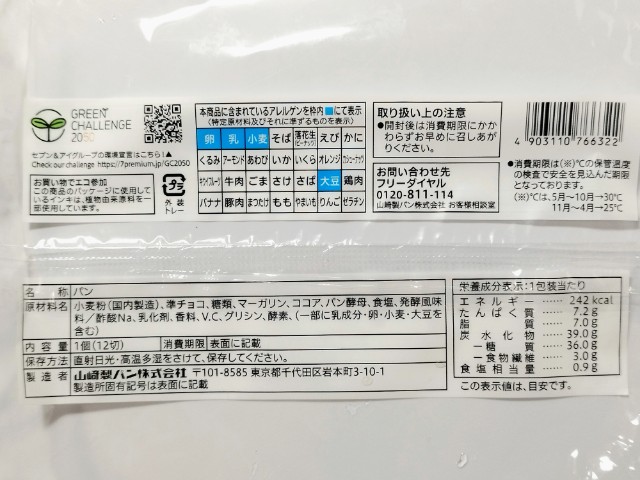 GREEN
CHALLENGE
2050
セブン&アイグループの環境宣言はこちら!▲
Check our challenge https://7premium.jp/GC2050
お買い物でエコ参加
この商品のパッケージに使用して
いるインキは、植物由来原料を一
部使用しています。
プラ
外装
トレー
本商品に含まれているアレルゲンを枠内■にて表示
(特定原材料及びそれに準ずるものを表示)
卵 乳 小麦 そば 落花生(ピーナッツ) えび かに
くるみ アーモンド あわび いか いくら オレンジ カシューナッツ
キウイフルーツ 牛肉 ごま さけ さば 大豆 鶏肉
バナナ 豚肉 まつたけ もも やまいも りんご ゼラチン
取り扱い上の注意
●開封後は消費期限にかか
わらずお早めに召しあが
りください。
お問い合わせ先
フリーダイヤル
0120-811-114
山崎製パン株式会社 お客様相談室
4903110766322
●消費期限は(※)℃の保管温度
の検査で安全を見込んだ期限
となっております。
(※)℃は、5月〜10月→30℃
11月〜4月→25℃
名称 パン
原材料名 小麦粉(国内製造)、準チョコ、糖類、マーガリン、ココア、パン酵母、食塩、発酵風味
料/酢酸Na、乳化剤、香料、V.C、グリシン、酵素、(一部に乳成分・卵・小麦・大豆を
含む)
内容量 1個(12切) 消費期限 表面に記載
保存方法 直射日光・高温多湿をさけて、保存してください。
製造者 山崎製パン株式会社 〒101-8585 東京都千代田区岩本町3-10-1
製造所固有記号は表面に記載
栄養成分表示:1包装当たり
エネルギー……242kcal
たんぱく質……7.2g
脂質……7.0g
炭水化物……39.0g
ー糖質……36.0g
ー食物繊維……3.0g
食塩相当量……0.9g
この表示値は、目安です。